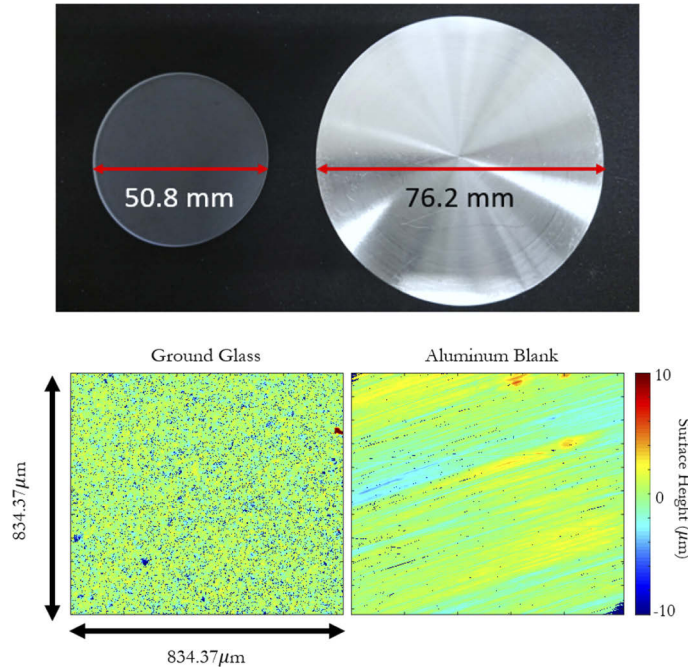 50.8 mm
76.2 mm
Ground Glass
Aluminum Blank
834.37μm
10
0
-10
Surface Height (μm)
834.37μm